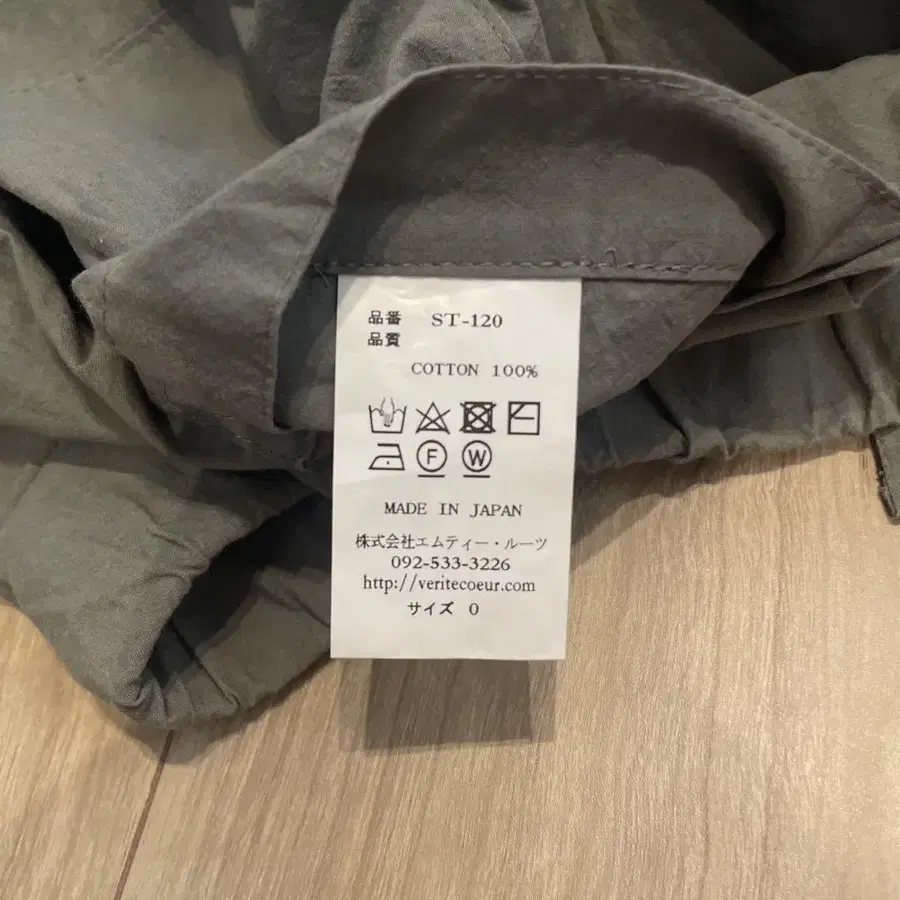 品番 ST-120
品質
COTTON 100%
F W
MADE IN JAPAN
株式会社エムティー・ルーツ
092-533-3226
http://veritecoeur.com
サイズ 0